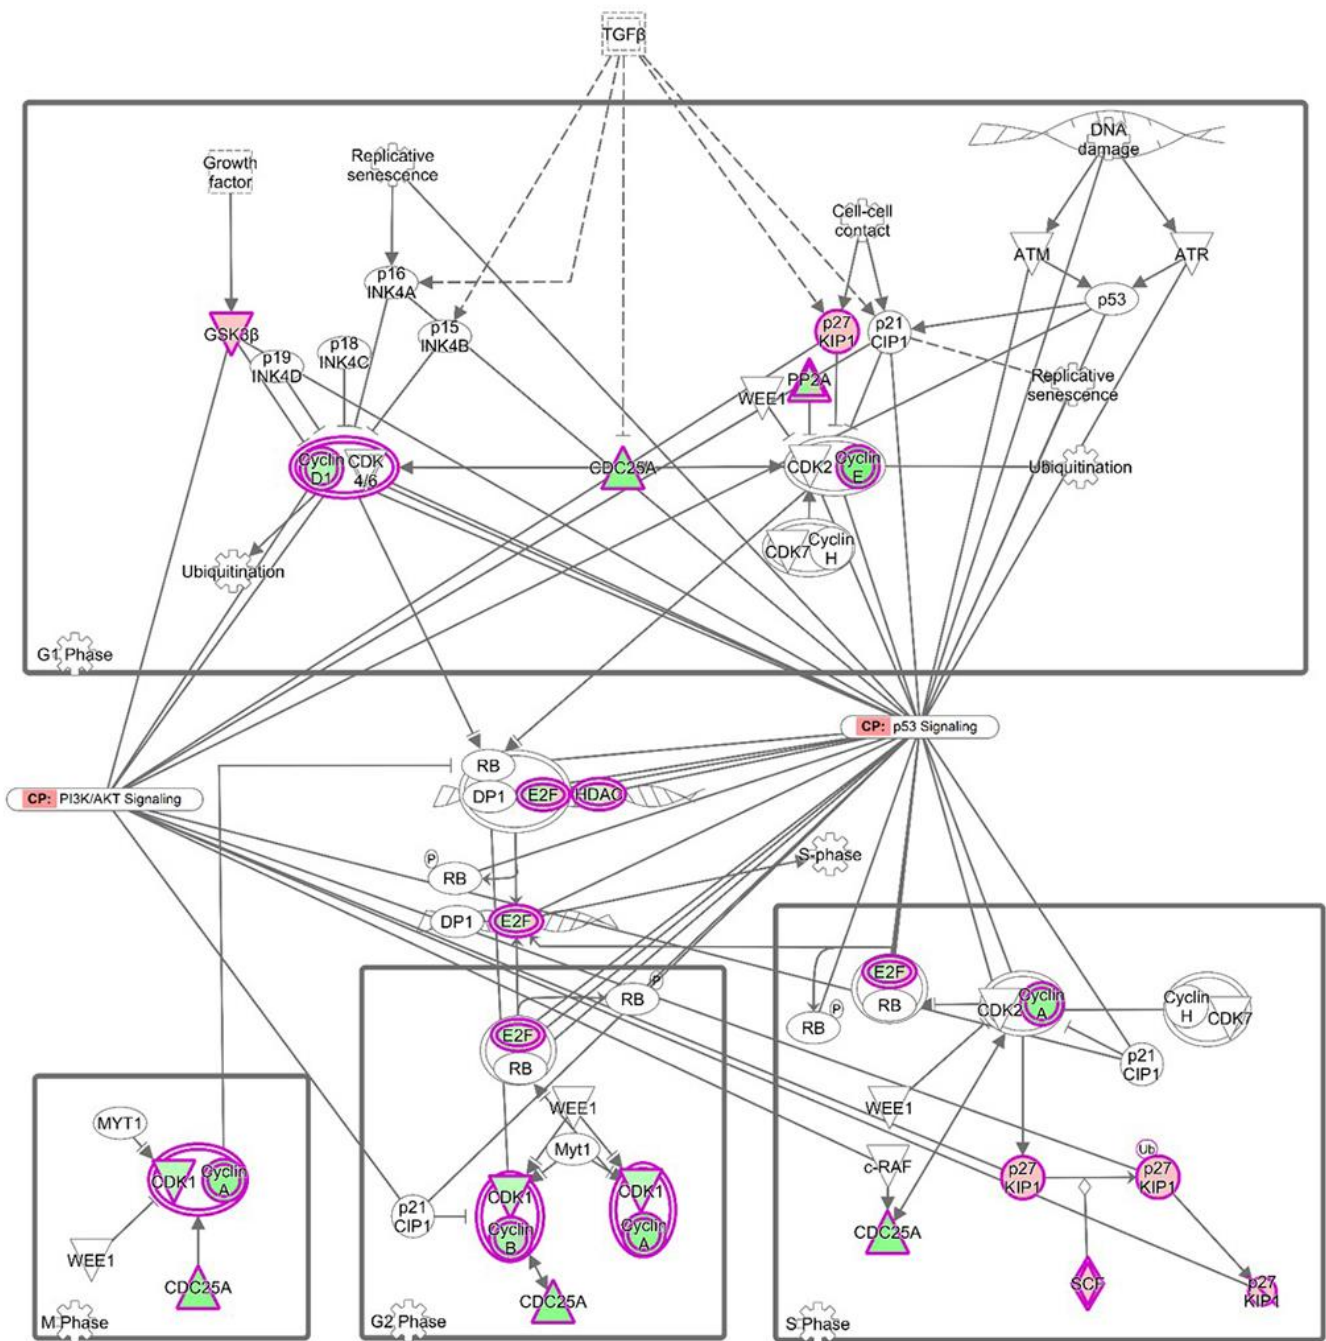 TGFβ
DNA
damage
Growth
factor
Replicative
senescence
Cell-cell
contact
ATM
ATR
p16
INK4A
p53
GSK3β
p19
INK4D
p18
INK4C
p15
INK4B
p27
KIP1
p21
CIP1
PP2A
WEE1
Replicative
senescence
Cyclin
D1
CDK
4/6
CDC25A
CDK2
Cyclin
E
Ubiquitination
CDK7
Cyclin
H
Ubiquitination
G1 Phase
CP: p53 Signaling
CP: PI3K/AKT Signaling
RB
DP1
E2F
HDAC
P
RB
S-phase
DP1
E2F
E2F
RB
P
RB
P
RB
E2F
RB
CDK2
Cyclin
A
Cyclin
H
CDK7
p21
CIP1
WEE1
c-RAF
CDC25A
p27
KIP1
Ub
p27
KIP1
SCF
p27
KIP1
S Phase
WEE1
Myt1
CDK1
Cyclin
B
CDK1
Cyclin
A
p21
CIP1
CDC25A
G2 Phase
MYT1
CDK1
Cyclin
A
WEE1
CDC25A
M Phase